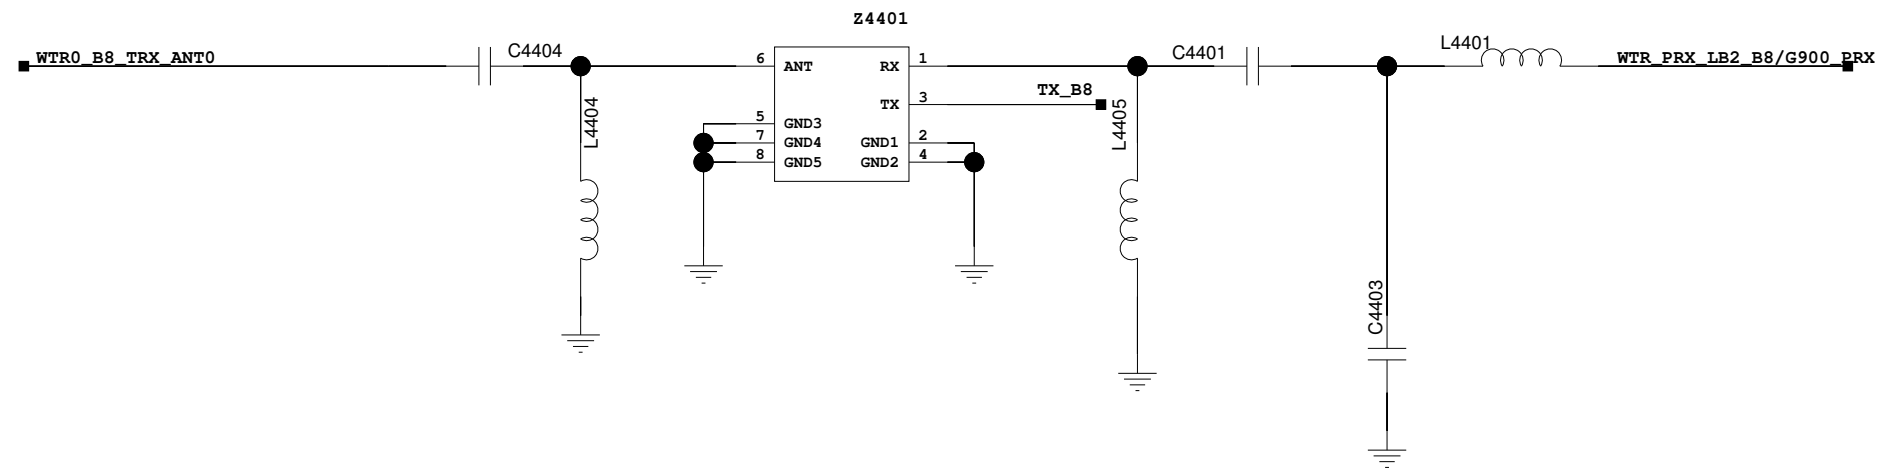 Z4401
WTR0_B8_TRX_ANT0
C4404
6
ANT
RX
1
C4401
L4401
WTR_PRX_LB2_B8/G900_PRX
TX
3
TX_B8
L4404
L4405
5
GND3
7
GND4
GND1
2
8
GND5
GND2
4
C4403